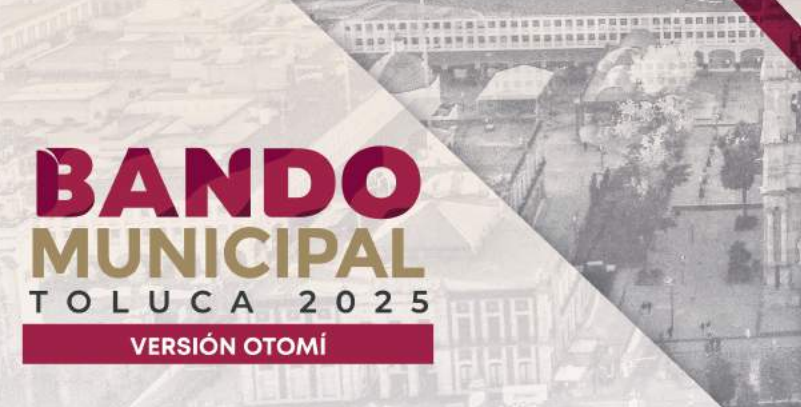 BANDO
MUNICIPAL
TOLUCA 2025
VERSIÓN OTOMÍ